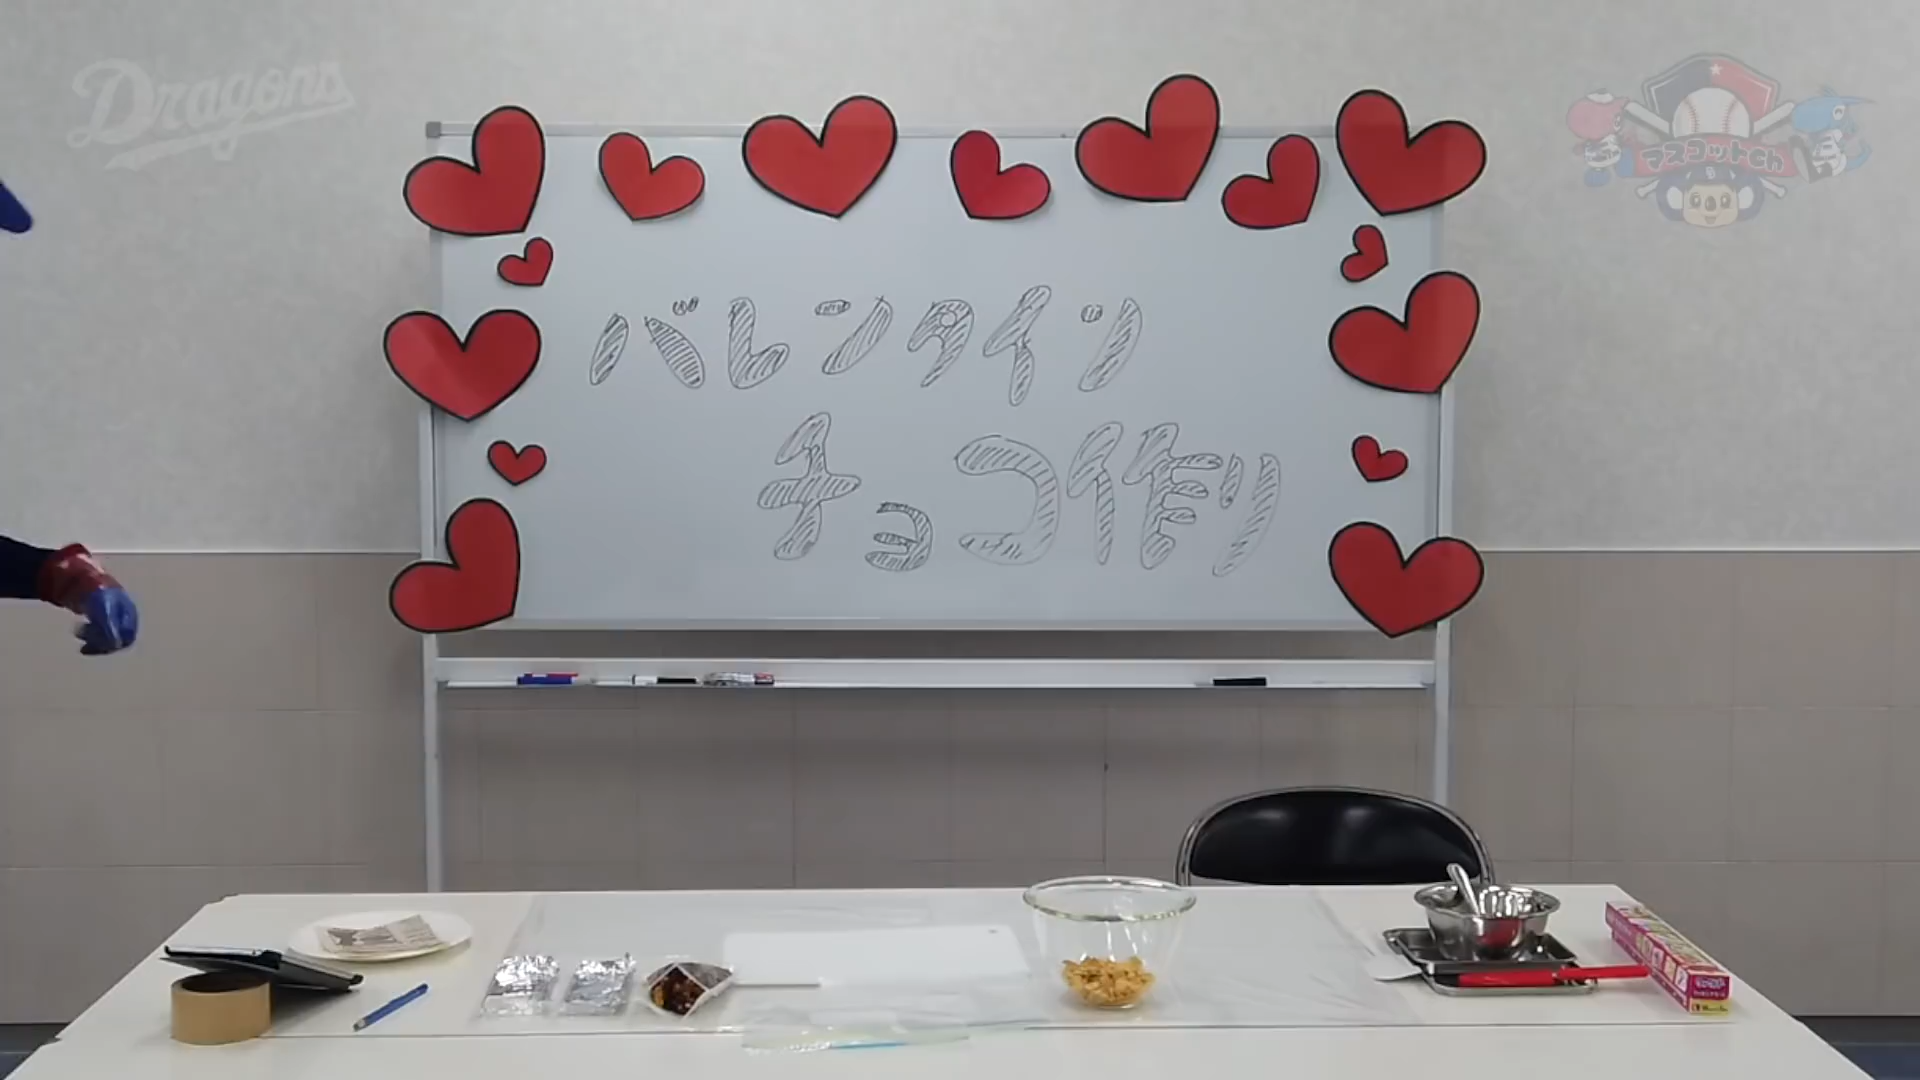 Dragons
マスコットCh
バレンタイン
チョコ作り